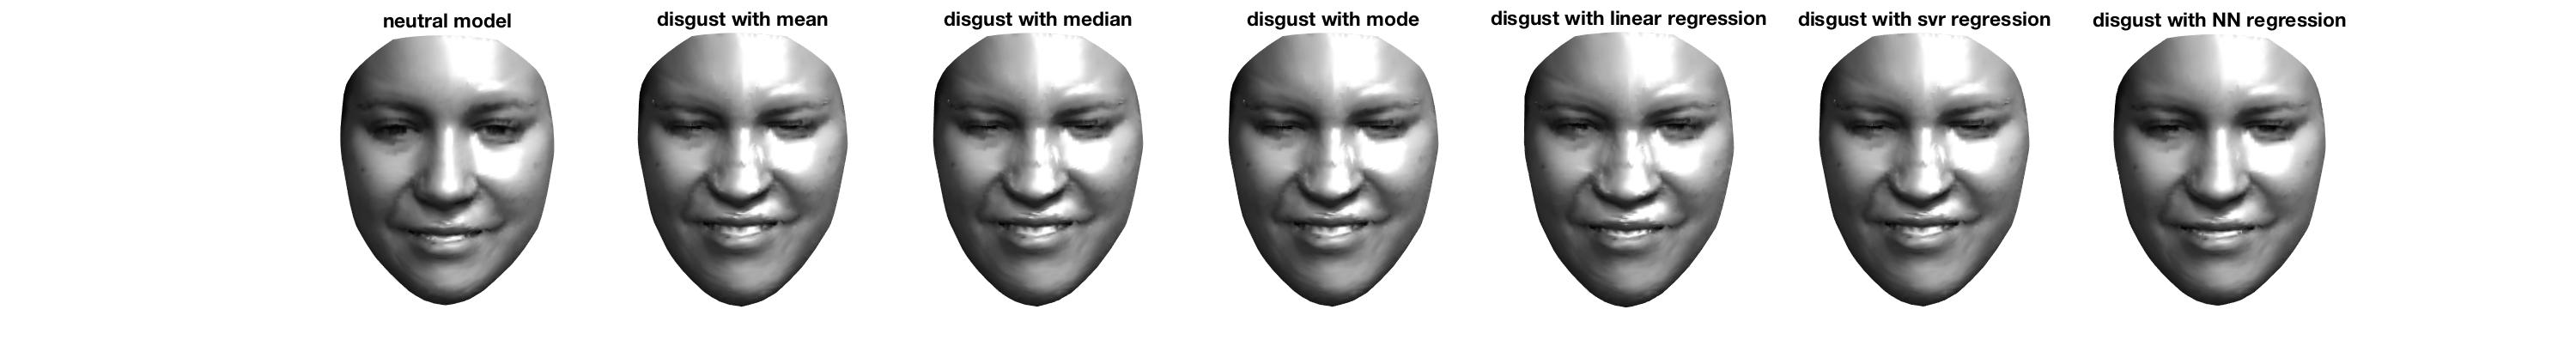 neutral model
disgust with mean
disgust with median
disgust with mode
disgust with linear regression
disgust with svr regression
disgust with NN regression